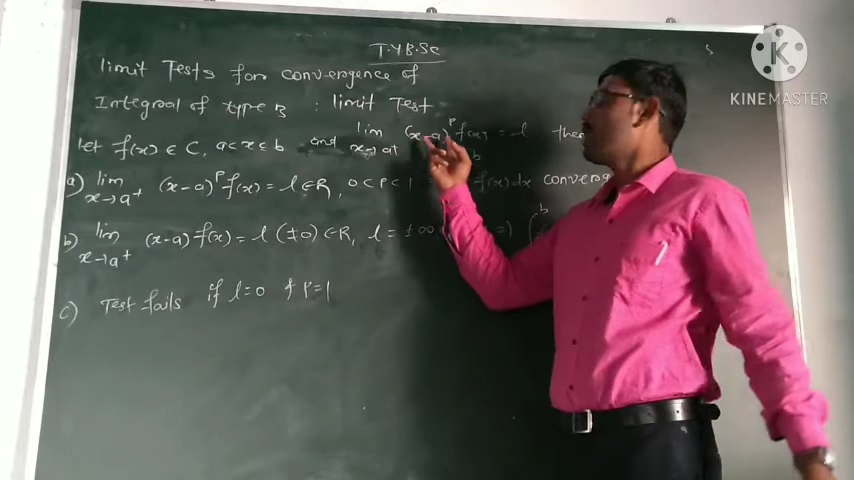 T.Y.B.Sc
limit Tests for convergence of
Integral of type B : limit Test
let f(x) ∈ C, a<x≤b and lim x→a+ (x-a)^p f(x) = l then
a) lim x→a+ (x-a)^p f(x) = l ∈ R, 0<P<1 f(x)dx converg
b) lim x→a+ (x-a) f(x) = l (≠0) ∈ R, l = ±∞ ⇒ ∫ b
c) Test fails if l=0 & P=1
KINEMASTER